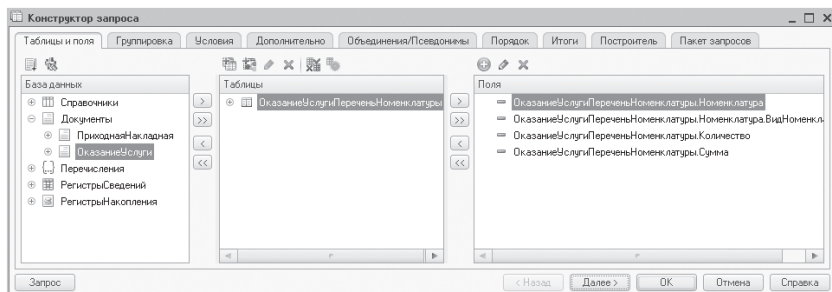 Конструктор запроса
Таблицы и поля Группировка Условия Дополнительно Объединения/Псевдонимы Порядок Итоги Построитель Пакет запросов
База данных
Справочники
Документы
ПриходнаяНакладная
ОказаниеУслуги
Перечисления
РегистрыСведений
РегистрыНакопления
> >> < <<
Таблицы
ОказаниеУслугиПереченьНоменклатуры
> >> < <<
Поля
ОказаниеУслугиПереченьНоменклатуры.Номенклатура
ОказаниеУслугиПереченьНоменклатуры.Номенклатура.ВидНоменкл
ОказаниеУслугиПереченьНоменклатуры.Количество
ОказаниеУслугиПереченьНоменклатуры.Сумма
Запрос < Назад Далее > OK Отмена Справка